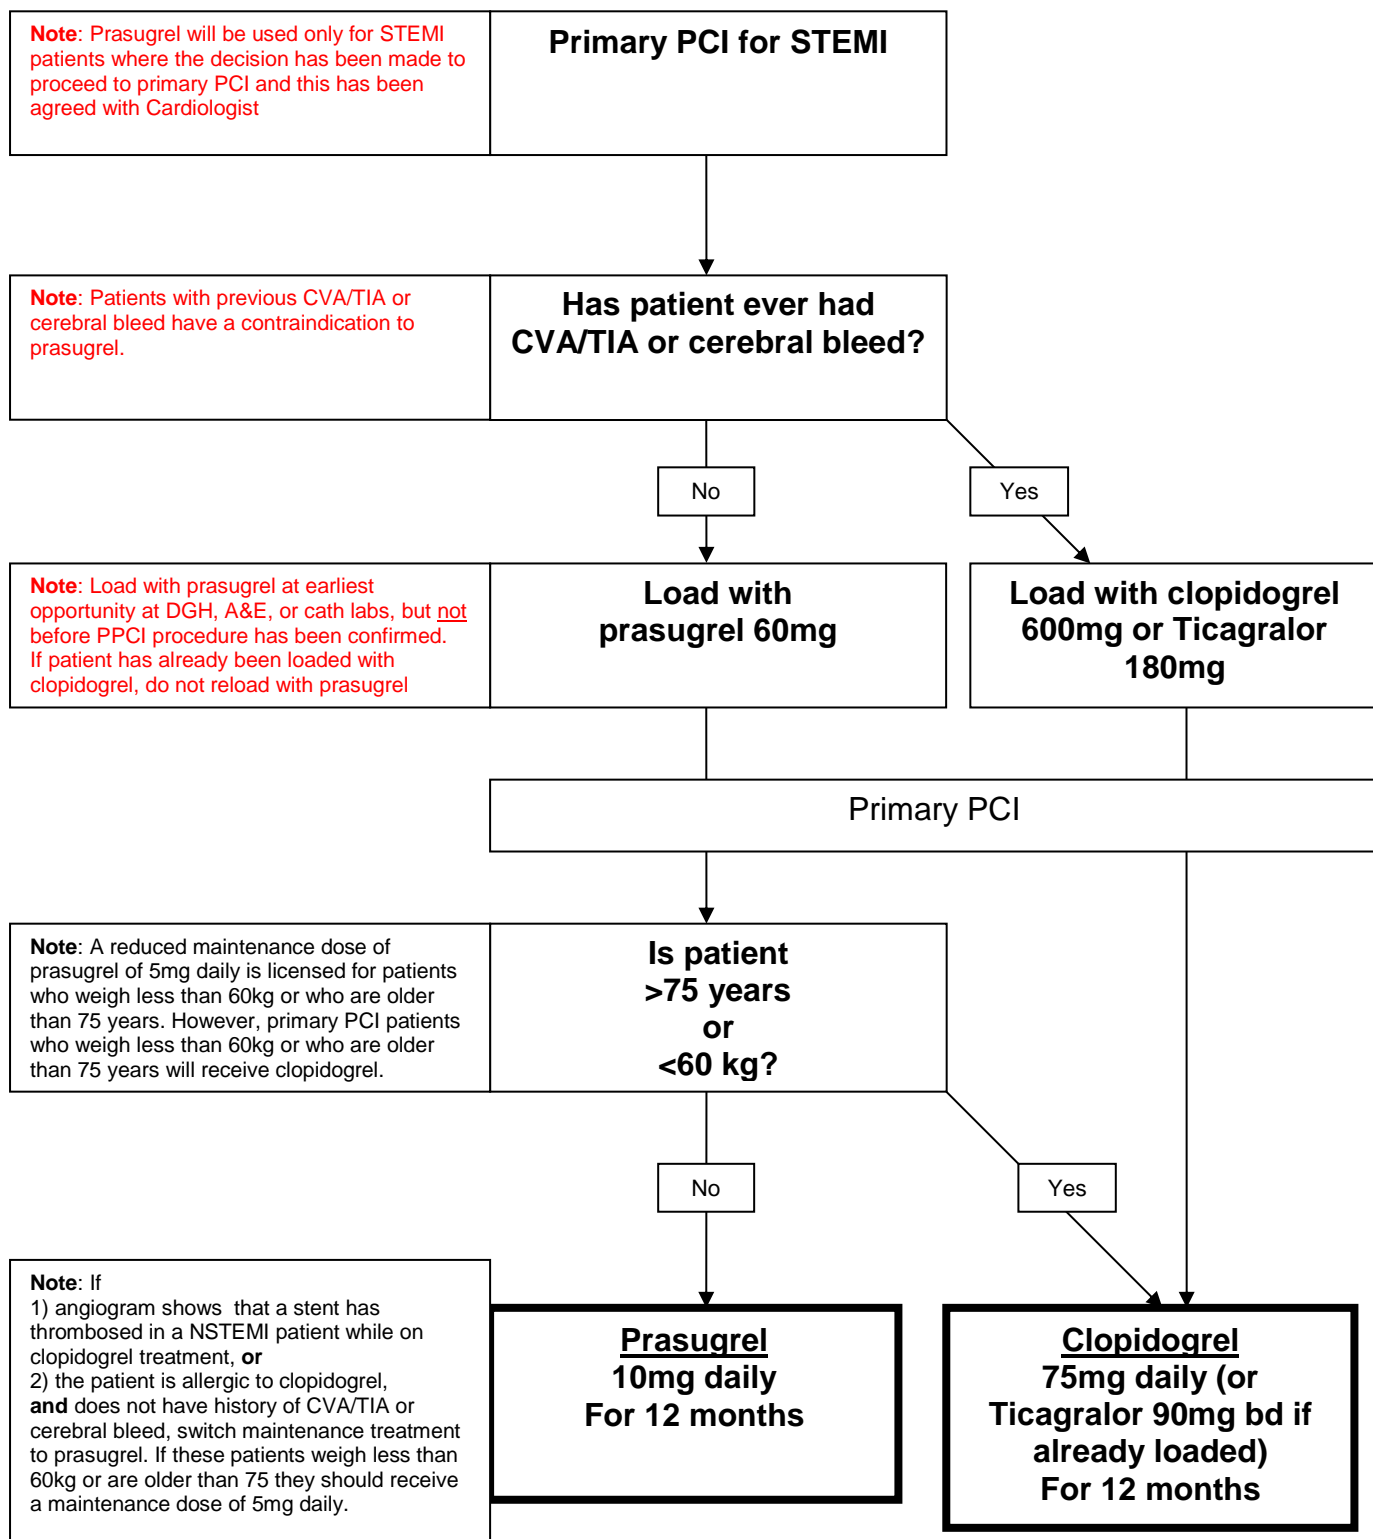 Note: Prasugrel will be used only for STEMI
patients where the decision has been made to
proceed to primary PCI and this has been
agreed with Cardiologist
Primary PCI for STEMI
Note: Patients with previous CVA/TIA or
cerebral bleed have a contraindication to
prasugrel.
Has patient ever had
CVA/TIA or cerebral bleed?
No
Yes
Note: Load with prasugrel at earliest
opportunity at DGH, A&E, or cath labs, but not
before PPCI procedure has been confirmed.
If patient has already been loaded with
clopidogrel, do not reload with prasugrel
Load with
prasugrel 60mg
Load with clopidogrel
600mg or Ticagralor
180mg
Primary PCI
Note: A reduced maintenance dose of
prasugrel of 5mg daily is licensed for patients
who weigh less than 60kg or who are older
than 75 years. However, primary PCI patients
who weigh less than 60kg or who are older
than 75 years will receive clopidogrel.
Is patient
>75 years
or
<60 kg?
No
Yes
Note: If
1) angiogram shows that a stent has
thrombosed in a NSTEMI patient while on
clopidogrel treatment, or
2) the patient is allergic to clopidogrel,
and does not have history of CVA/TIA or
cerebral bleed, switch maintenance treatment
to prasugrel. If these patients weigh less than
60kg or are older than 75 they should receive
a maintenance dose of 5mg daily.
Prasugrel
10mg daily
For 12 months
Clopidogrel
75mg daily (or
Ticagralor 90mg bd if
already loaded)
For 12 months